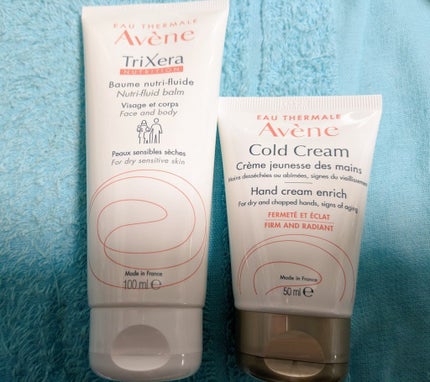 EAU THERMALE
Avène
TriXera
NUTRITION
Baume nutri-fluide
Nutri-fluid balm
Visage et corps
Face and body
Peaux sensibles sèches
For dry sensitive skin
Made in France
100 ml ℮
EAU THERMALE
Avène
Cold Cream
Crème jeunesse des mains
Mains desséchées ou abîmées, signes du vieillissement
Hand cream enrich
For dry and chopped hands, signs of aging
FERMETÉ ET ÉCLAT
FIRM AND RADIANT
Made in France
50 ml ℮